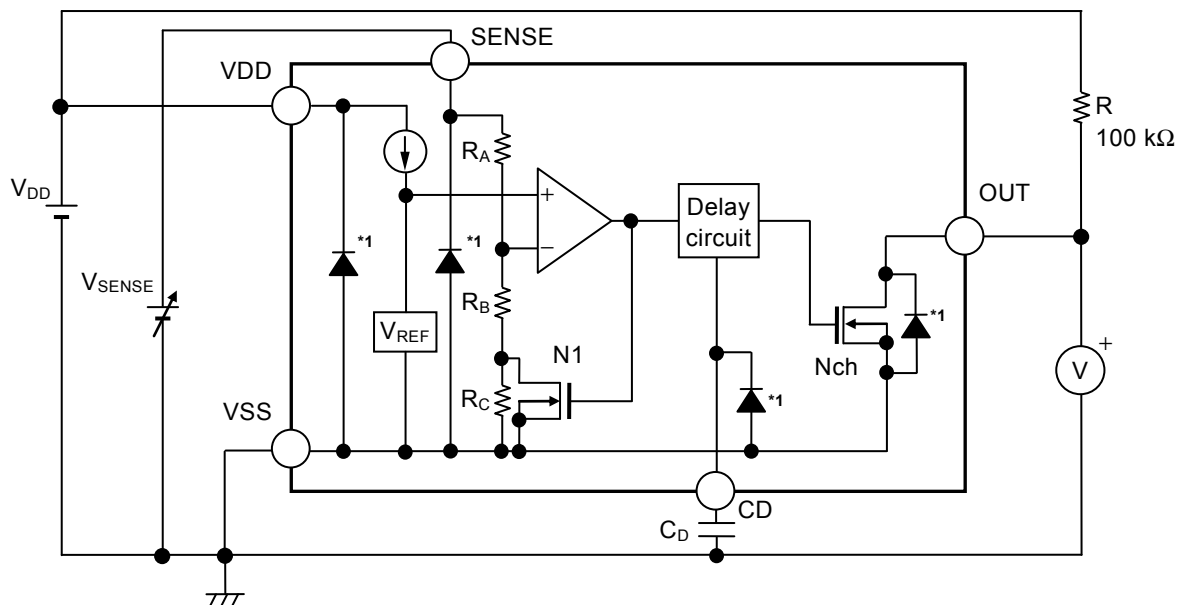 SENSE
VDD
R
100 kΩ
RA
VDD
+
OUT
Delay
circuit
*1
*1
−
*1
VSENSE
RB
VREF
N1
Nch
+
V
RC
*1
VSS
CD
CD